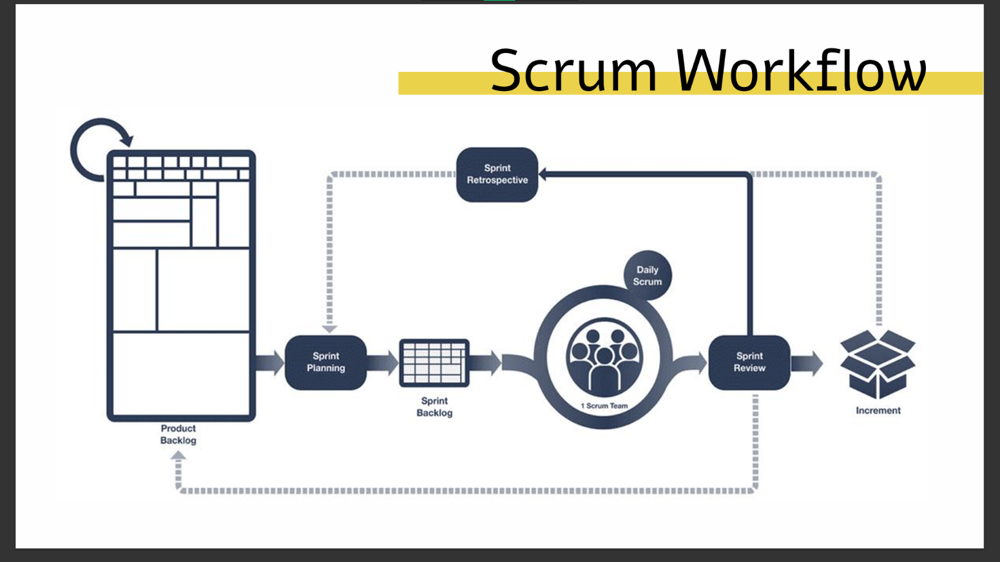 Scrum Workflow
Sprint
Retrospective
Daily
Scrum
Sprint
Planning
Sprint
Backlog
1 Scrum Team
Sprint
Review
Increment
Product
Backlog